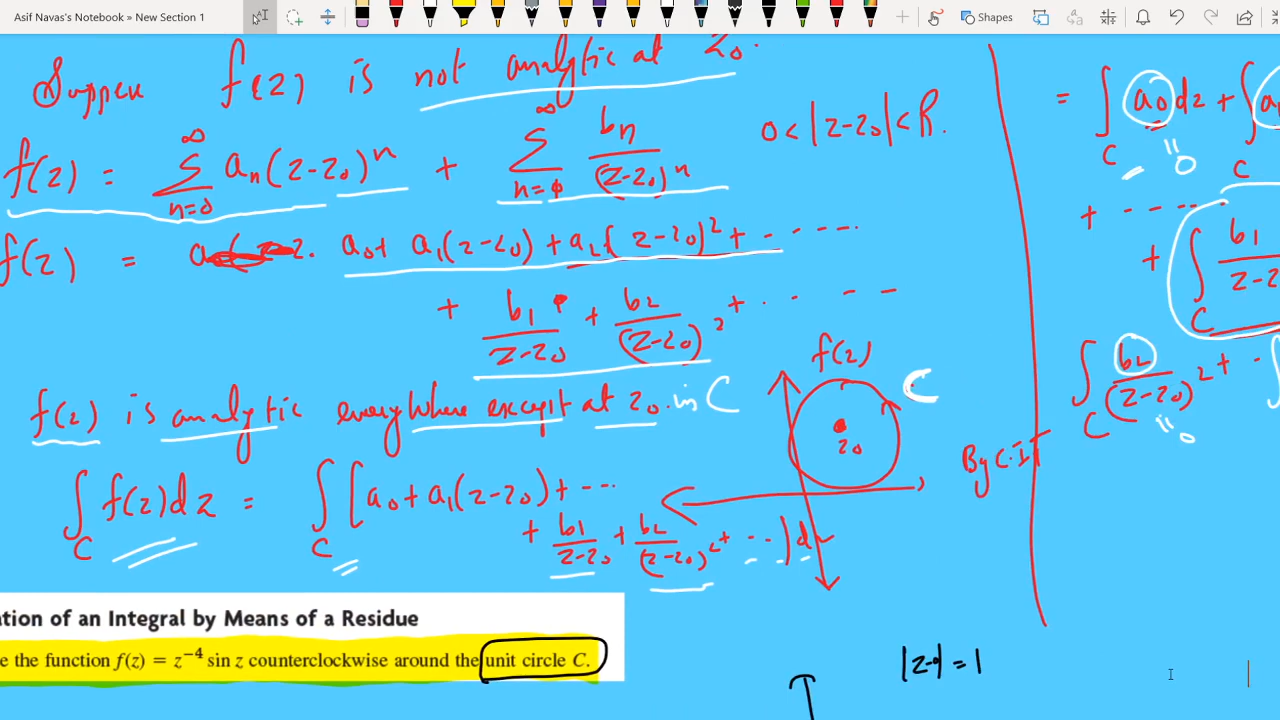 Asif Navas's Notebook » New Section 1
Shapes
Suppose f(z) is not analytic at z0.
f(z) = ∞ Σ n=0 an(z-z0)^n + ∞ Σ n= bn/(z-z0)^n
0<|z-z0|<R.
f(z) = a0+ a1(z-z0)+a2(z-z0)²+ ......
+ b1/(z-z0) + b2/(z-z0)² + ....
f(z) is analytic everywhere except at z0. in C
f(z)
C
z0
∫C f(z)dz = ∫C [a0+a1(z-z0)+...
+ b1/(z-z0) + b2/(z-z0)² + ...]dz
ation of an Integral by Means of a Residue
e the function f(z) = z⁻⁴ sin z counterclockwise around the unit circle C.
= ∫C a0 dz + ∫C
"0
+ - - - - -
+ ∫C b1/z-z
∫C b2/(z-z0)² + -
"0
By C.I.T
|z-0| = 1